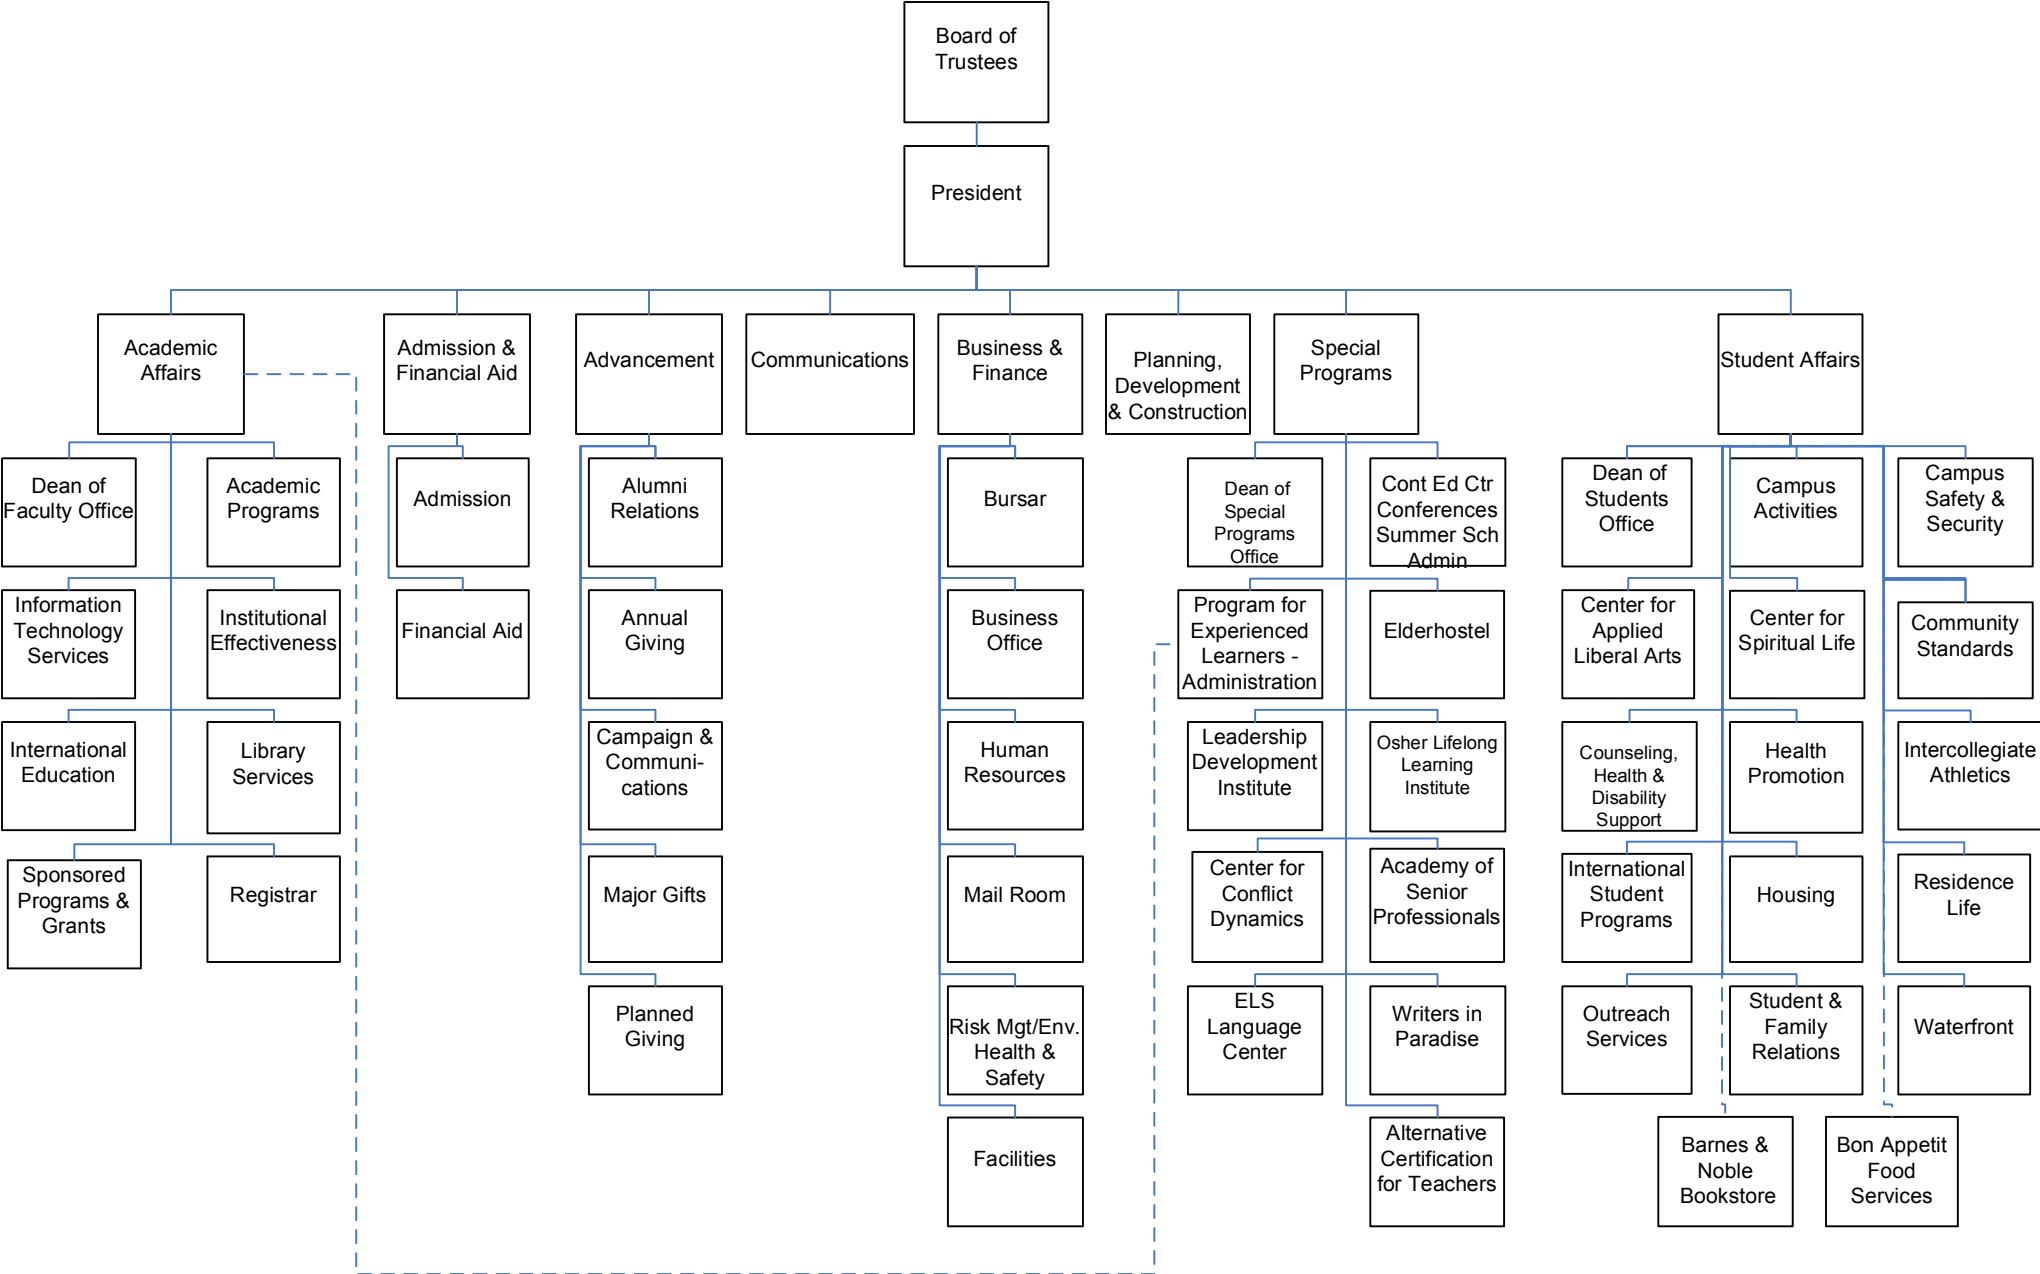 Board of
Trustees
President
Academic
Affairs
Admission &
Financial Aid
Advancement
Communications
Business &
Finance
Planning,
Development
& Construction
Special
Programs
Student Affairs
Dean of
Faculty Office
Academic
Programs
Information
Technology
Services
Institutional
Effectiveness
International
Education
Library
Services
Sponsored
Programs &
Grants
Registrar
Admission
Financial Aid
Alumni
Relations
Annual
Giving
Campaign &
Communi-
cations
Major Gifts
Planned
Giving
Bursar
Business
Office
Human
Resources
Mail Room
Risk Mgt/Env.
Health &
Safety
Facilities
Dean of
Special
Programs
Office
Cont Ed Ctr
Conferences
Summer Sch
Admin
Program for
Experienced
Learners -
Administration
Elderhostel
Leadership
Development
Institute
Osher Lifelong
Learning
Institute
Center for
Conflict
Dynamics
Academy of
Senior
Professionals
ELS
Language
Center
Writers in
Paradise
Alternative
Certification
for Teachers
Dean of
Students
Office
Campus
Activities
Campus
Safety &
Security
Center for
Applied
Liberal Arts
Center for
Spiritual Life
Community
Standards
Counseling,
Health &
Disability
Support
Health
Promotion
Intercollegiate
Athletics
International
Student
Programs
Housing
Residence
Life
Outreach
Services
Student &
Family
Relations
Waterfront
Barnes &
Noble
Bookstore
Bon Appetit
Food
Services